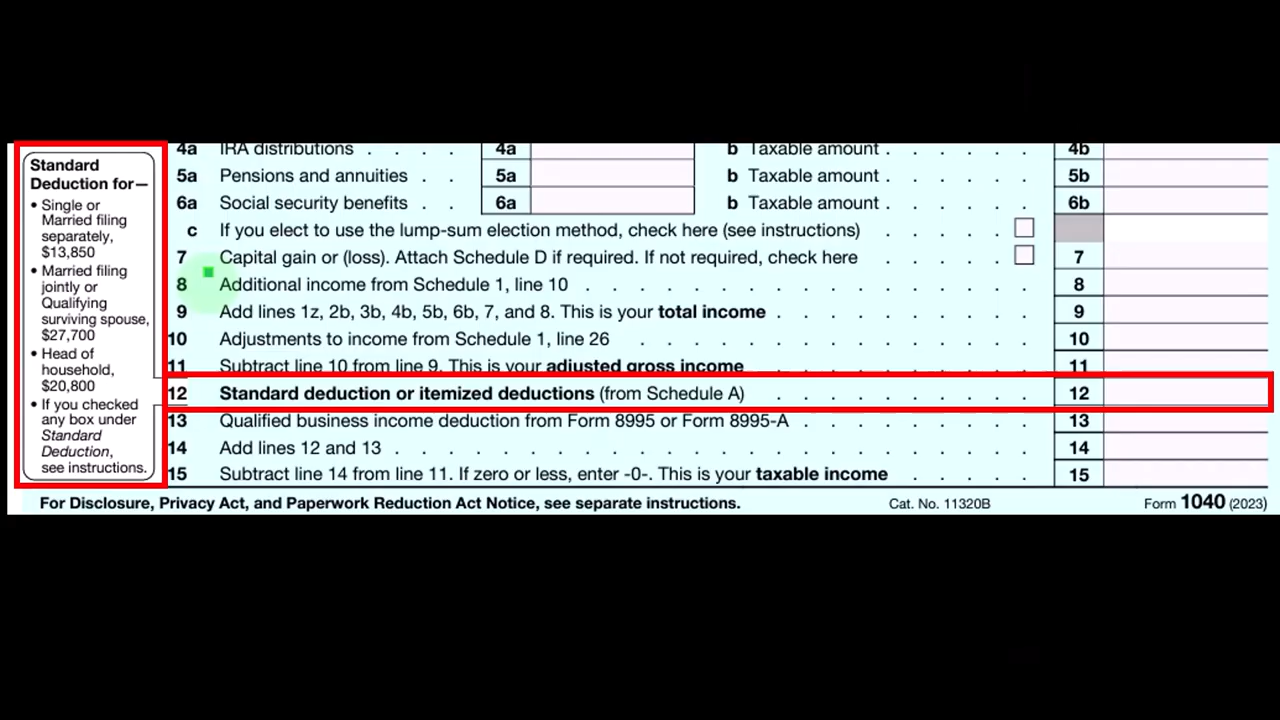 Standard
Deduction for—
• Single or
Married filing
separately,
$13,850
• Married filing
jointly or
Qualifying
surviving spouse,
$27,700
• Head of
household,
$20,800
• If you checked
any box under
Standard
Deduction,
see instructions.
4a IRA distributions . . . . 4a b Taxable amount . . . . . . 4b
5a Pensions and annuities . . 5a b Taxable amount . . . . . . 5b
6a Social security benefits . . 6a b Taxable amount . . . . . . 6b
c If you elect to use the lump-sum election method, check here (see instructions) . . . . .
7 Capital gain or (loss). Attach Schedule D if required. If not required, check here . . . . . 7
8 Additional income from Schedule 1, line 10 . . . . . . . . . . . . . . . . . 8
9 Add lines 1z, 2b, 3b, 4b, 5b, 6b, 7, and 8. This is your total income . . . . . . . . . . 9
10 Adjustments to income from Schedule 1, line 26 . . . . . . . . . . . . . . . 10
11 Subtract line 10 from line 9. This is your adjusted gross income . . . . . . . . . . 11
12 Standard deduction or itemized deductions (from Schedule A) . . . . . . . . . . 12
13 Qualified business income deduction from Form 8995 or Form 8995-A . . . . . . . . . 13
14 Add lines 12 and 13 . . . . . . . . . . . . . . . . . . . . . . . . 14
15 Subtract line 14 from line 11. If zero or less, enter -0-. This is your taxable income . . . . . 15
For Disclosure, Privacy Act, and Paperwork Reduction Act Notice, see separate instructions. Cat. No. 11320B Form 1040 (2023)